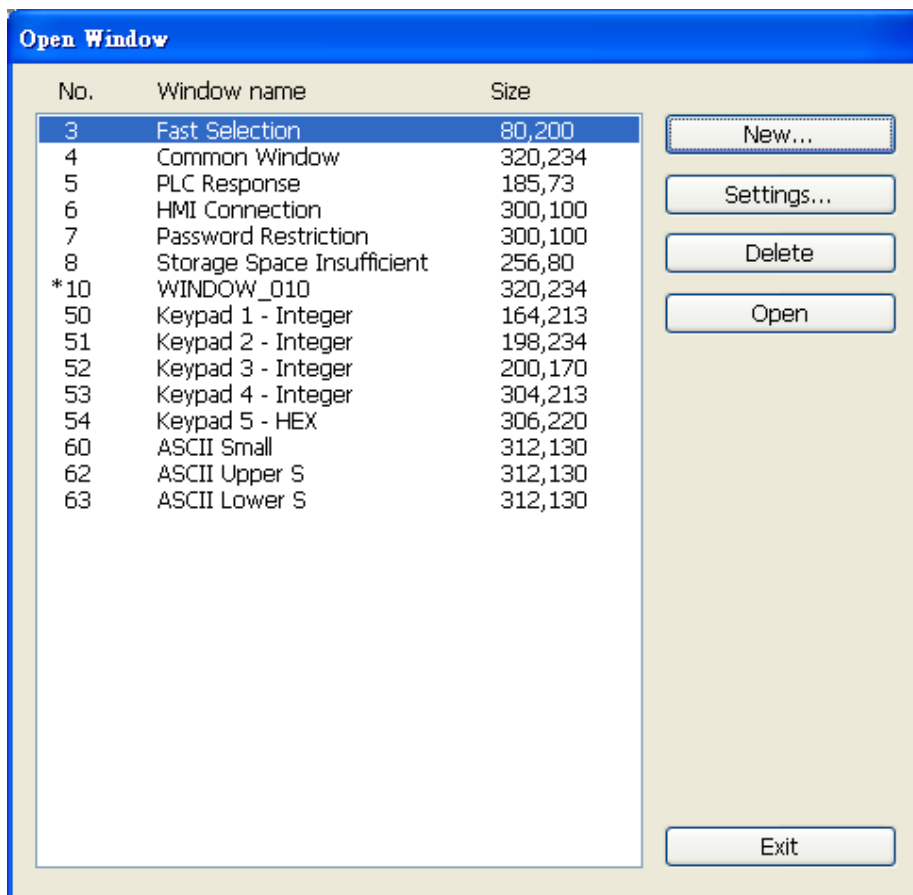 Open Window
No. Window name Size
3 Fast Selection 80,200
4 Common Window 320,234
5 PLC Response 185,73
6 HMI Connection 300,100
7 Password Restriction 300,100
8 Storage Space Insufficient 256,80
*10 WINDOW_010 320,234
50 Keypad 1 - Integer 164,213
51 Keypad 2 - Integer 198,234
52 Keypad 3 - Integer 200,170
53 Keypad 4 - Integer 304,213
54 Keypad 5 - HEX 306,220
60 ASCII Small 312,130
62 ASCII Upper S 312,130
63 ASCII Lower S 312,130
New...
Settings...
Delete
Open
Exit